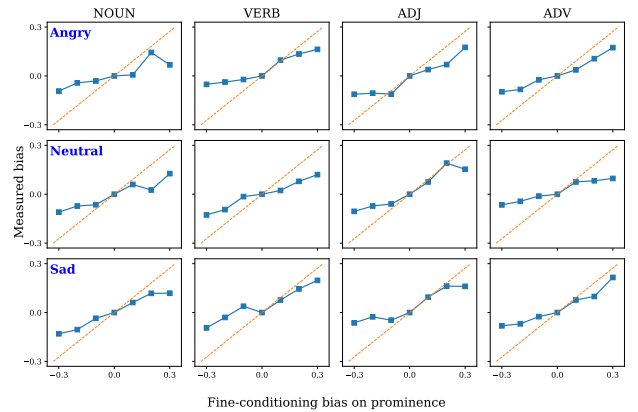 NOUN VERB ADJ ADV
Angry
0.3
0.0
−0.3
Neutral
0.3
0.0
−0.3
Measured bias
Sad
0.3
0.0
−0.3
−0.3 0.0 0.3 −0.3 0.0 0.3 −0.3 0.0 0.3 −0.3 0.0 0.3
Fine-conditioning bias on prominence